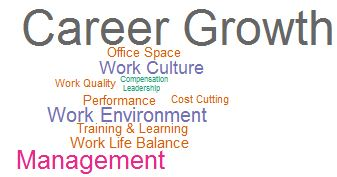 Career Growth
Office Space
Work Culture
Work Quality Compensation
Leadership
Performance Cost Cutting
Work Environment
Training & Learning
Work Life Balance
Management